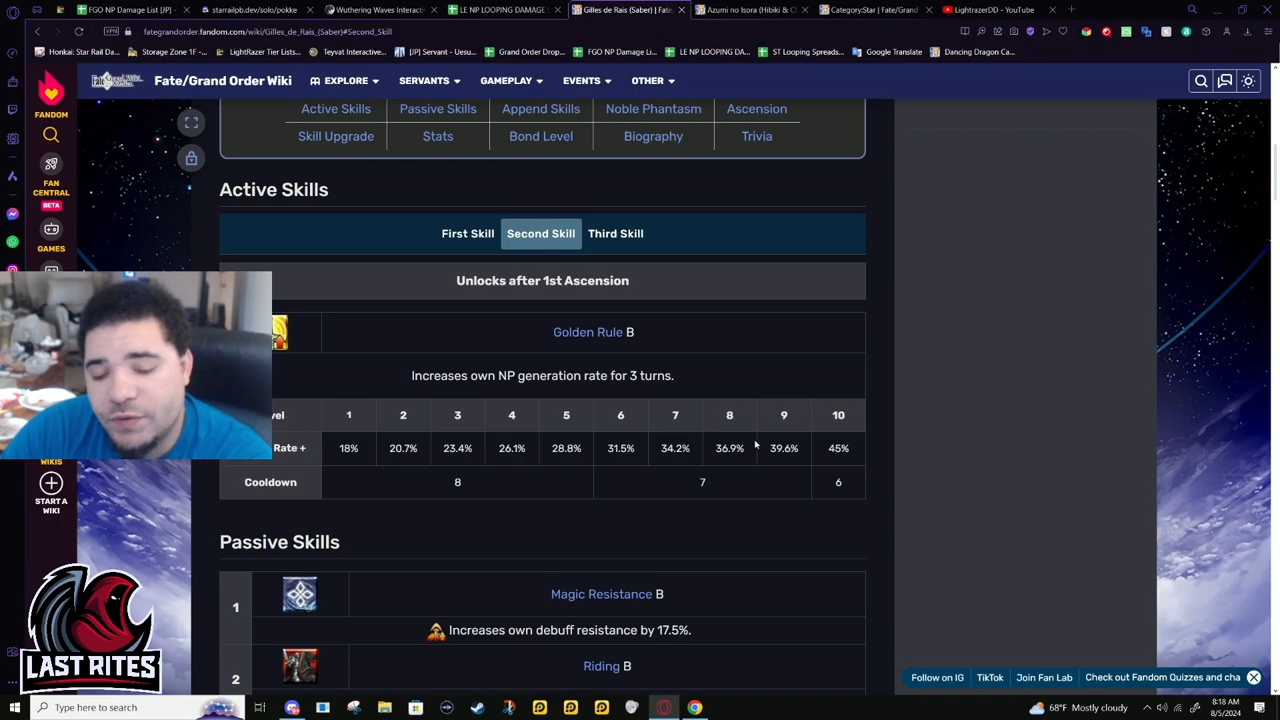 FGO NP Damage List [JP] -
starrailpb.dev/solo/pokke
Wuthering Waves Interactiv
LE NP LOOPING DAMAGE
Gilles de Rais (Saber) | Fat
Azumi no Isora (Hibiki & C
Category:Star | Fate/Grand
LightrazerDD - YouTube
VPN
fategrandorder.fandom.com/wiki/Gilles_de_Rais_(Saber)#Second_Skill
Honkai: Star Rail Da...
Storage Zone 1F -...
LightRazer Tier Lists...
[JP] Servant - Uesu...
Grand Order Drop...
FGO NP Damage Li...
LE NP LOOPING DA...
ST Looping Spreads...
Google Translate
Dancing Dragon Ca...
Fate/Grand Order Wiki
EXPLORE
SERVANTS
GAMEPLAY
EVENTS
OTHER
FANDOM
FAN CENTRAL
BETA
GAMES
WIKIS
START A WIKI
Active Skills
Passive Skills
Append Skills
Noble Phantasm
Ascension
Skill Upgrade
Stats
Bond Level
Biography
Trivia
Active Skills
First Skill
Second Skill
Third Skill
Unlocks after 1st Ascension
Golden Rule B
Increases own NP generation rate for 3 turns.
vel 1 2 3 4 5 6 7 8 9 10
Rate + 18% 20.7% 23.4% 26.1% 28.8% 31.5% 34.2% 36.9% 39.6% 45%
Cooldown 8 7 6
Passive Skills
1
Magic Resistance B
Increases own debuff resistance by 17.5%.
2
Riding B
LAST RITES
Follow on IG
TikTok
Join Fan Lab
Check out Fandom Quizzes and cha
Type here to search
68°F Mostly cloudy
8:18 AM
8/5/2024